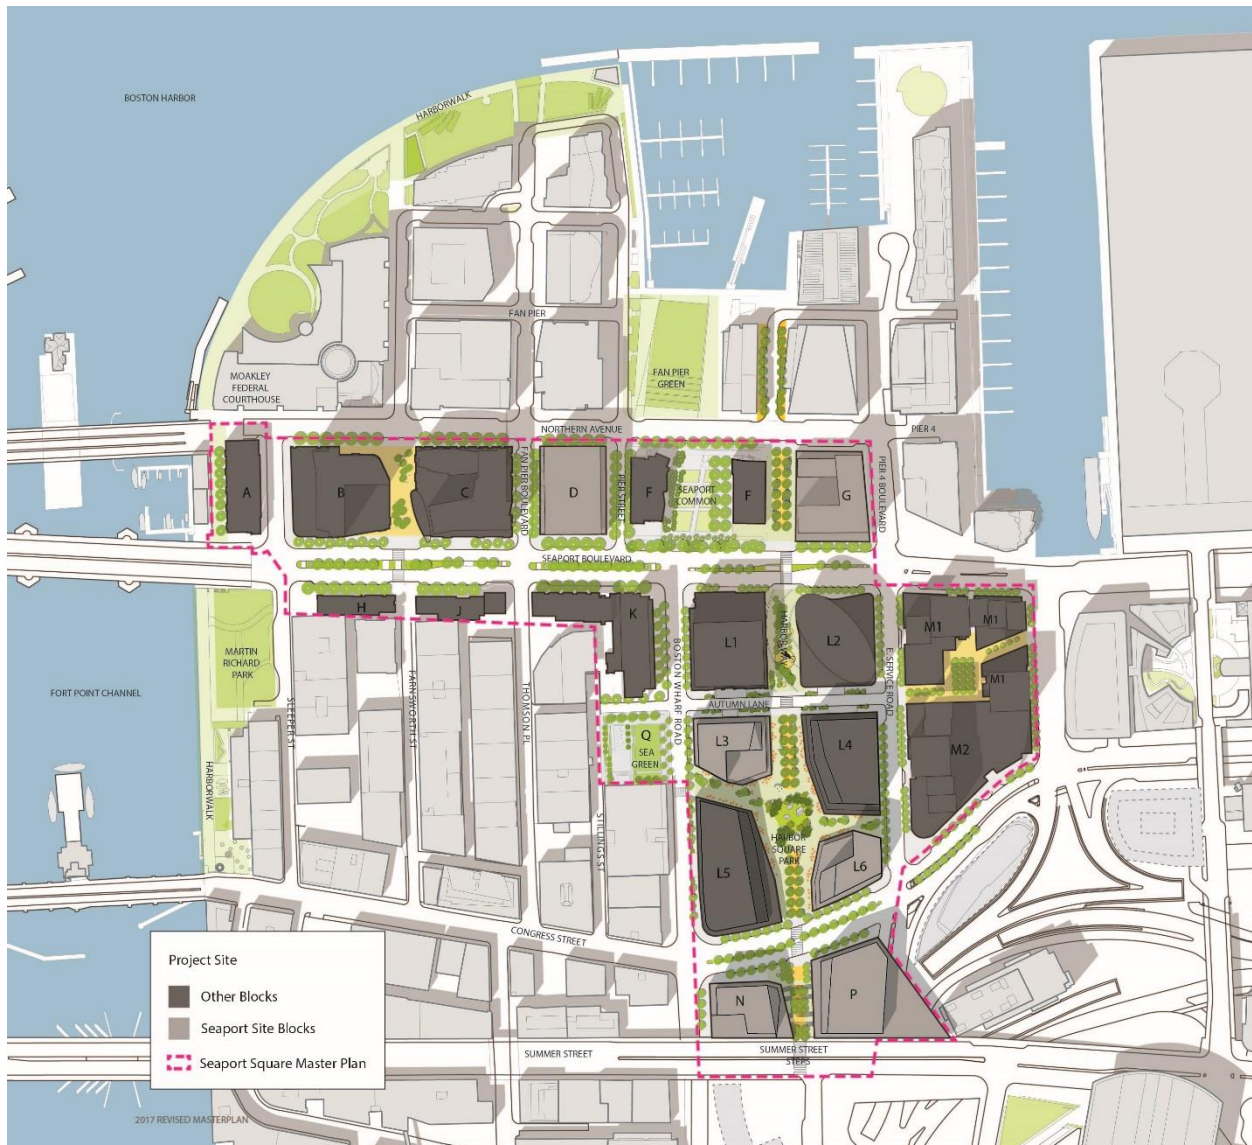 BOSTON HARBOR
HARBORWALK
FAN PIER
MOAKLEY
FEDERAL
COURTHOUSE
FAN PIER
GREEN
NORTHERN AVENUE
PIER 4
A
B
C
FAN PIER BOULEVARD
D
PIER STREET
F
SEAPORT
COMMON
F
G
PIER 4 BOULEVARD
SEAPORT BOULEVARD
H
J
K
L1
HARBOR WAY
L2
M1
M1
M1
MARTIN
RICHARD
PARK
FORT POINT CHANNEL
SLEEPER ST
FARNSWORTH ST
THOMSON PL
BOSTON WHARF ROAD
E. SERVICE ROAD
AUTUMN LANE
Q
SEA
GREEN
L3
L4
M2
HARBORWALK
STILLINGS ST
HARBOR
SQUARE
PARK
L5
L6
CONGRESS STREET
N
P
SUMMER STREET
SUMMER STREET
STEPS
Project Site
Other Blocks
Seaport Site Blocks
Seaport Square Master Plan
2017 REVISED MASTERPLAN